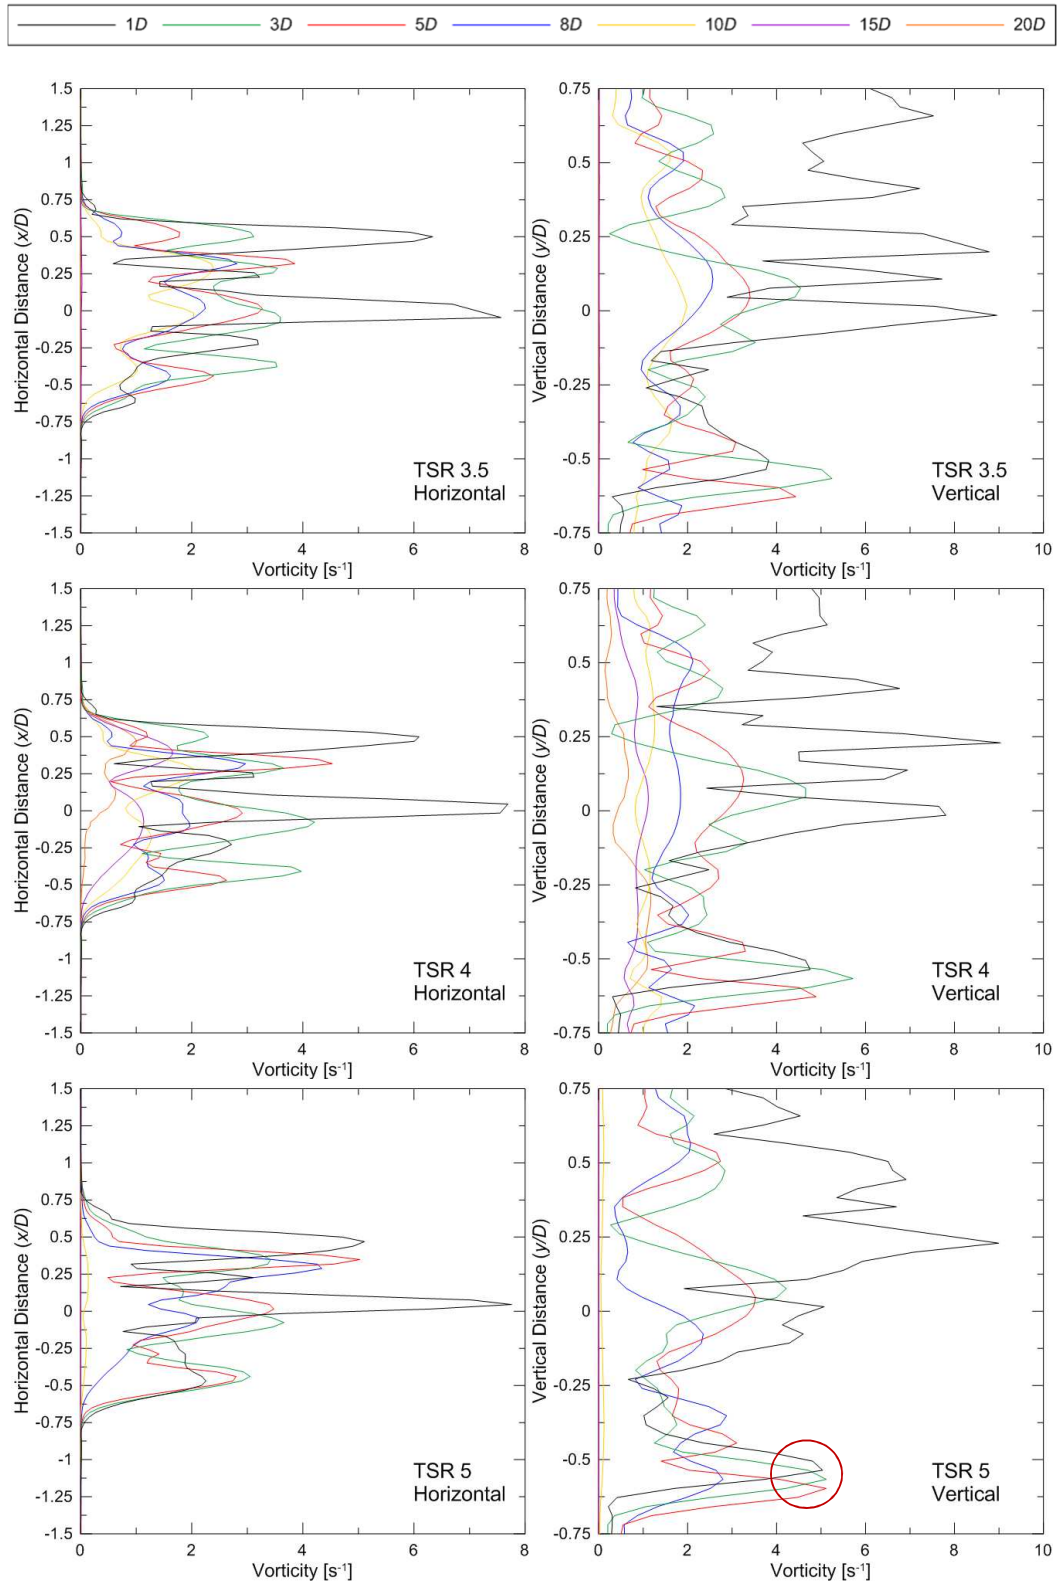 1D 3D 5D 8D 10D 15D 20D
1.5
1.25
1
0.75
0.5
0.25
0
-0.25
-0.5
-0.75
-1
-1.25
-1.5
Horizontal Distance (x/D)
TSR 3.5
Horizontal
0 2 4 6 8
Vorticity [s⁻¹]
0.75
0.5
0.25
0
-0.25
-0.5
-0.75
Vertical Distance (y/D)
TSR 3.5
Vertical
0 2 4 6 8 10
Vorticity [s⁻¹]
1.5
1.25
1
0.75
0.5
0.25
0
-0.25
-0.5
-0.75
-1
-1.25
-1.5
Horizontal Distance (x/D)
TSR 4
Horizontal
0 2 4 6 8
Vorticity [s⁻¹]
0.75
0.5
0.25
0
-0.25
-0.5
-0.75
Vertical Distance (y/D)
TSR 4
Vertical
0 2 4 6 8 10
Vorticity [s⁻¹]
1.5
1.25
1
0.75
0.5
0.25
0
-0.25
-0.5
-0.75
-1
-1.25
-1.5
Horizontal Distance (x/D)
TSR 5
Horizontal
0 2 4 6 8
Vorticity [s⁻¹]
0.75
0.5
0.25
0
-0.25
-0.5
-0.75
Vertical Distance (y/D)
TSR 5
Vertical
0 2 4 6 8 10
Vorticity [s⁻¹]